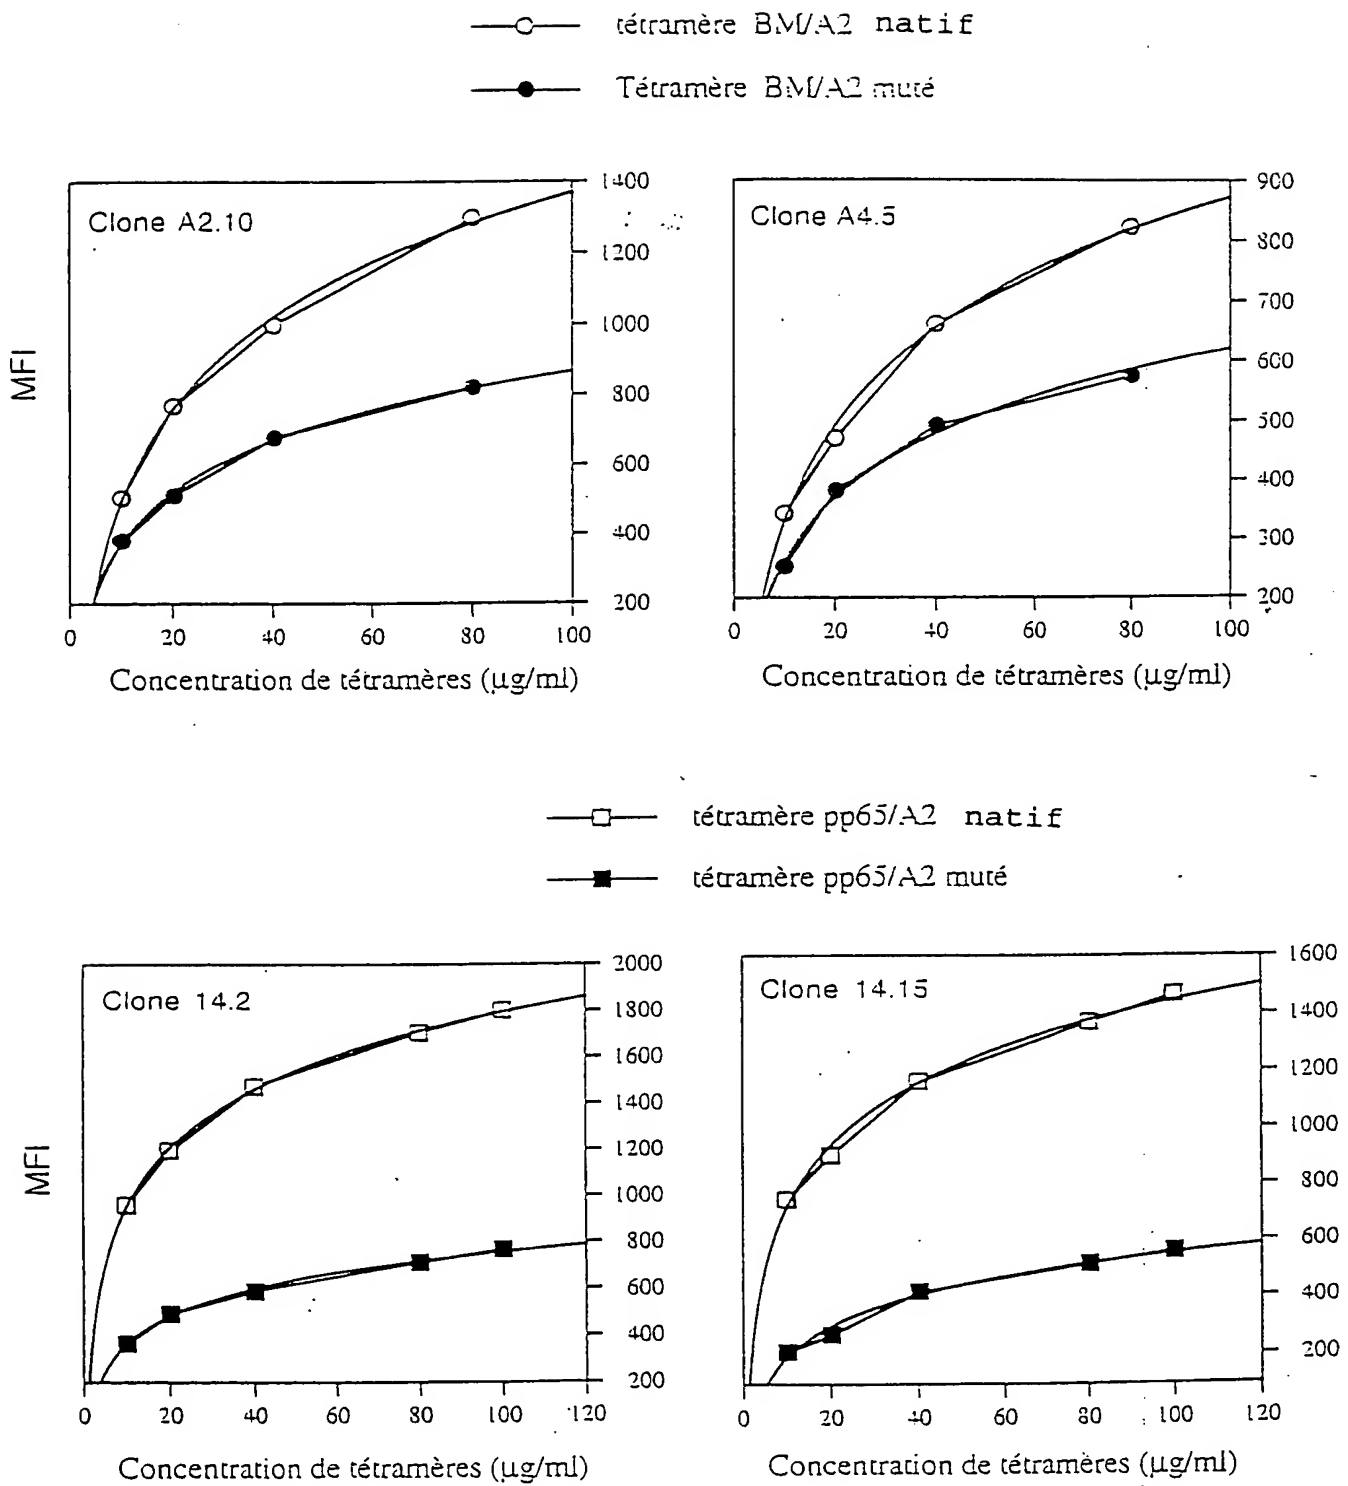 tétramère BM/A2 natif
Tétramère BM/A2 muté
Clone A2.10
MFI
1400
1200
1000
800
600
400
200
0 20 40 60 80 100
Concentration de tétramères (µg/ml)
Clone A4.5
900
800
700
600
500
400
300
200
0 20 40 60 80 100
Concentration de tétramères (µg/ml)
tétramère pp65/A2 natif
tétramère pp65/A2 muté
Clone 14.2
MFI
2000
1800
1600
1400
1200
1000
800
600
400
200
0 20 40 60 80 100 120
Concentration de tétramères (µg/ml)
Clone 14.15
1600
1400
1200
1000
800
600
400
200
0 20 40 60 80 100 120
Concentration de tétramères (µg/ml)